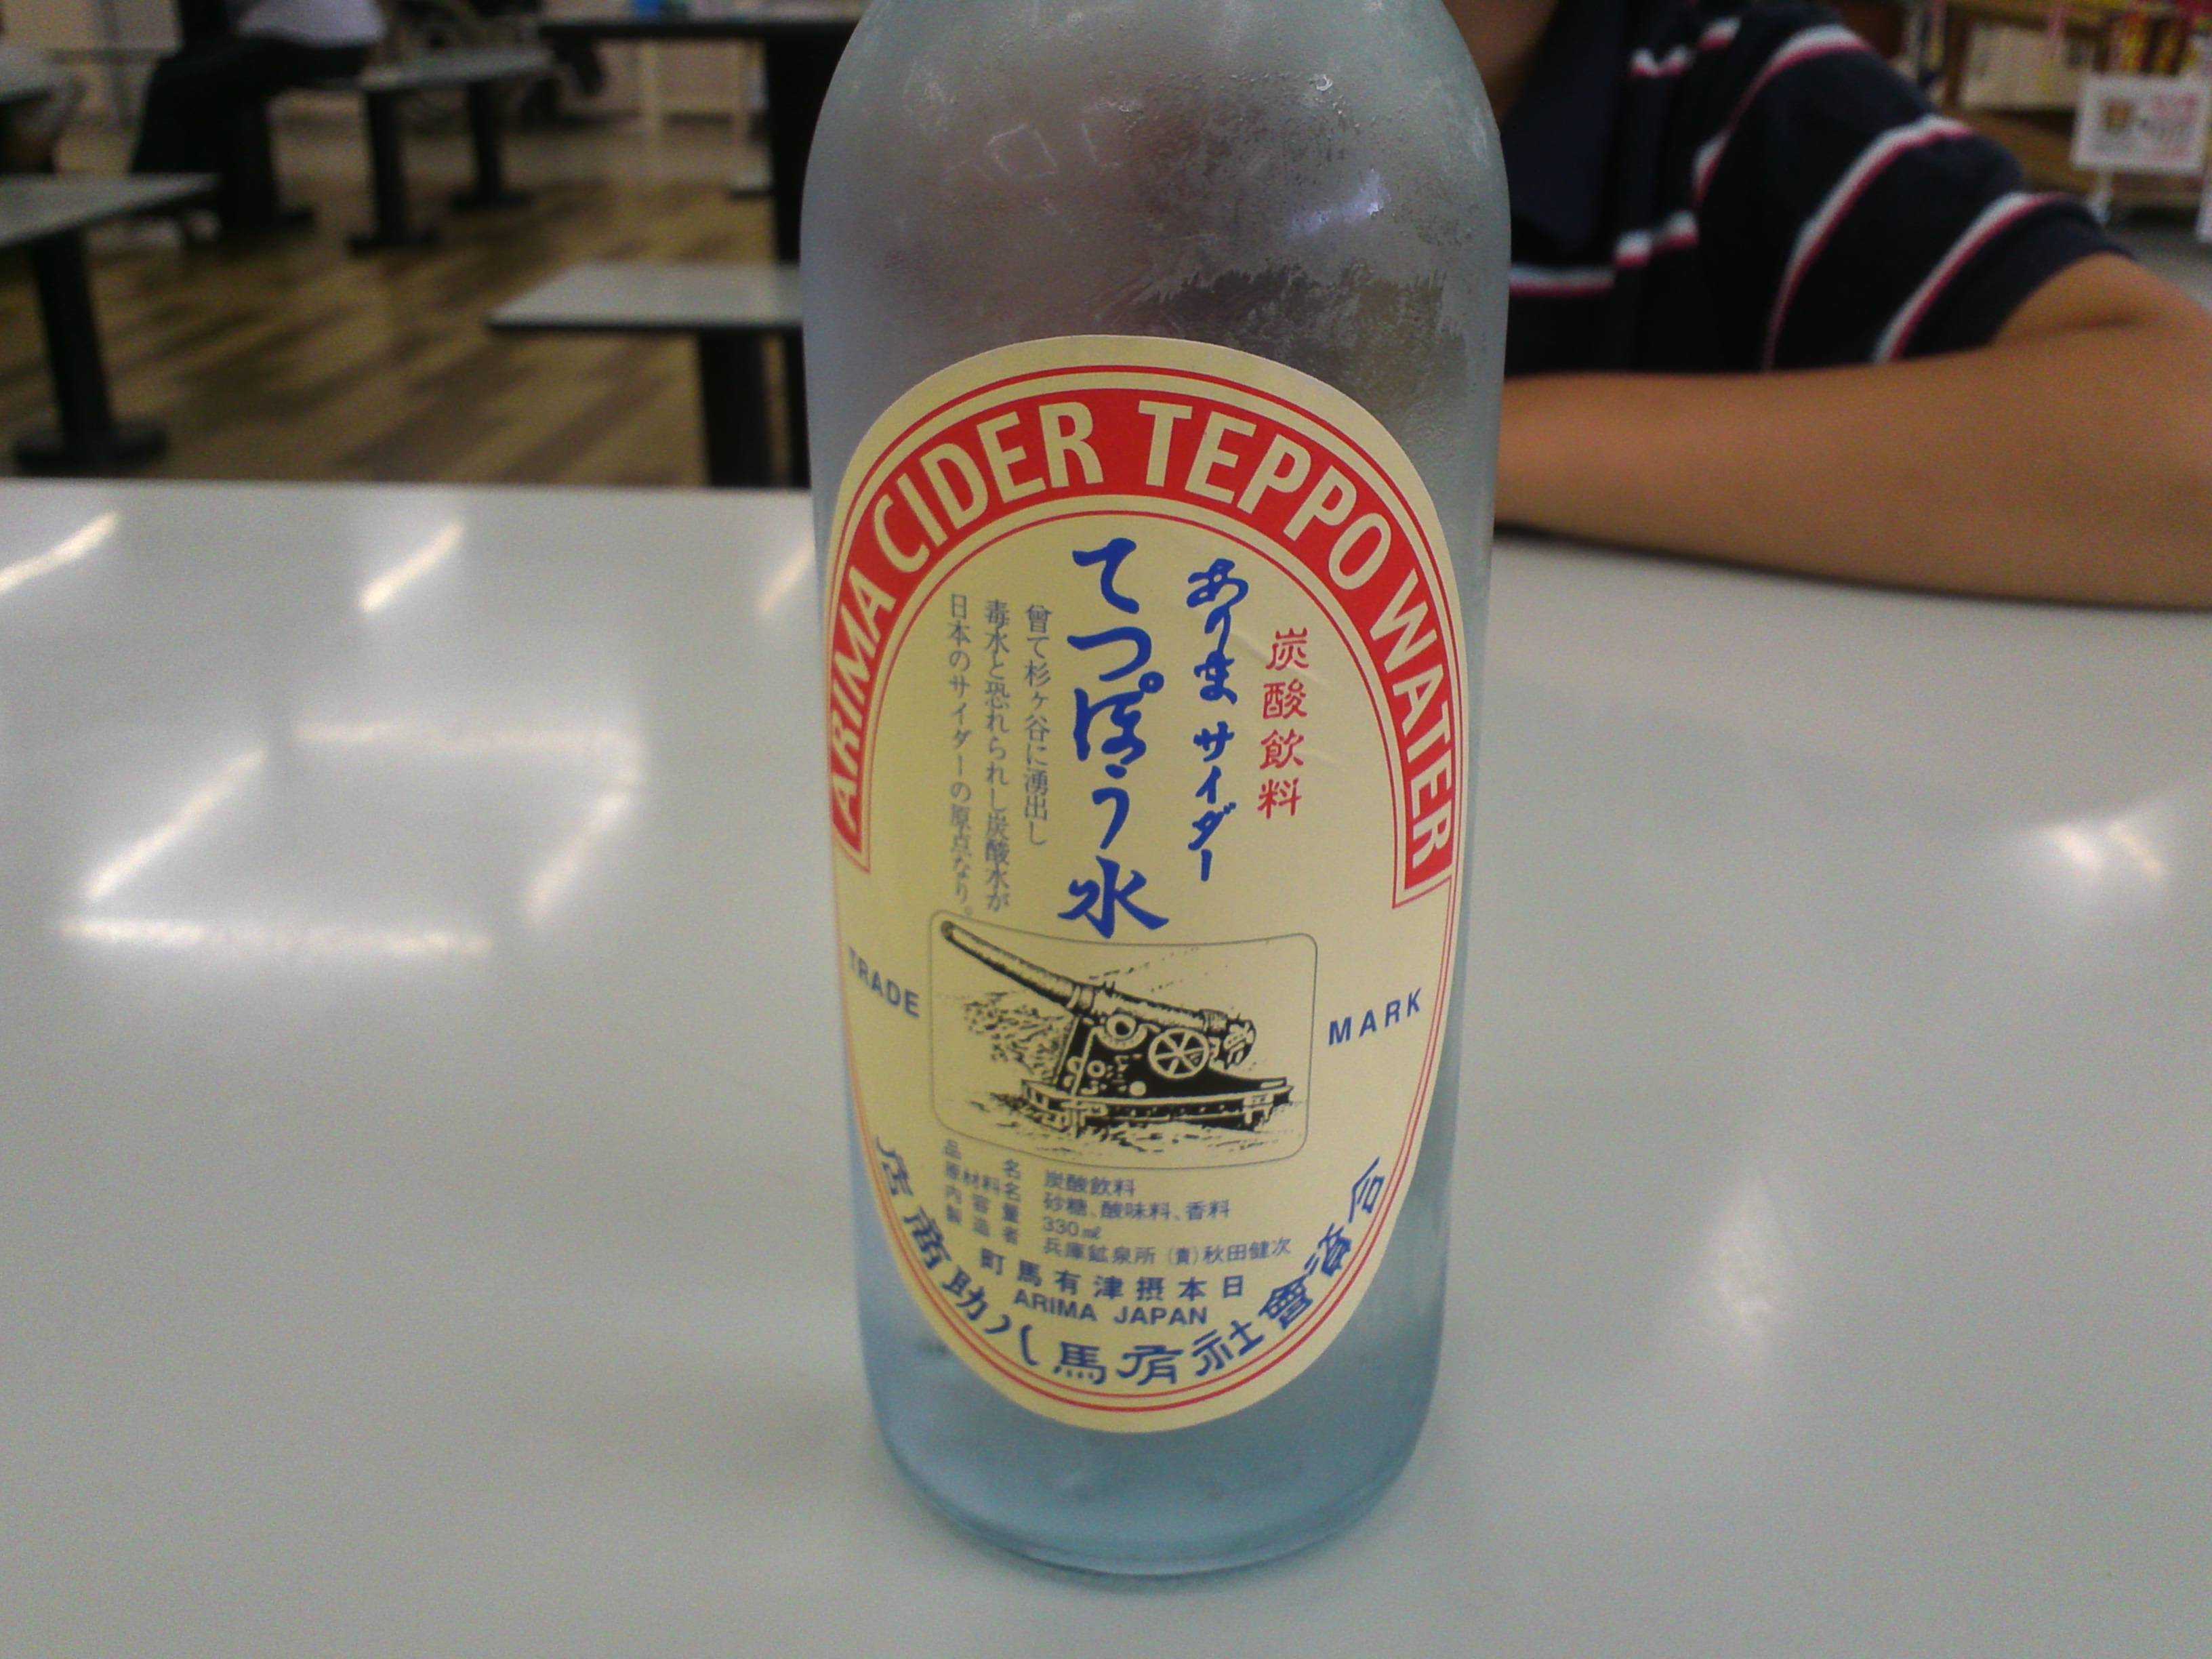 ARIMA CIDER TEPPO WATER
炭酸飲料
ありまサイダー
てつぽう水
曾て杉ヶ谷に湧出し
毒水と恐れられし炭酸水が
日本のサイダーの原点なり。
TRADE MARK
品名 炭酸飲料
原材料名 砂糖、酸味料、香料
内容量 330㎖
製造者 兵庫鉱泉所 (責)秋田健次
町馬有津摂本日
ARIMA JAPAN
合資會社有馬八助商店